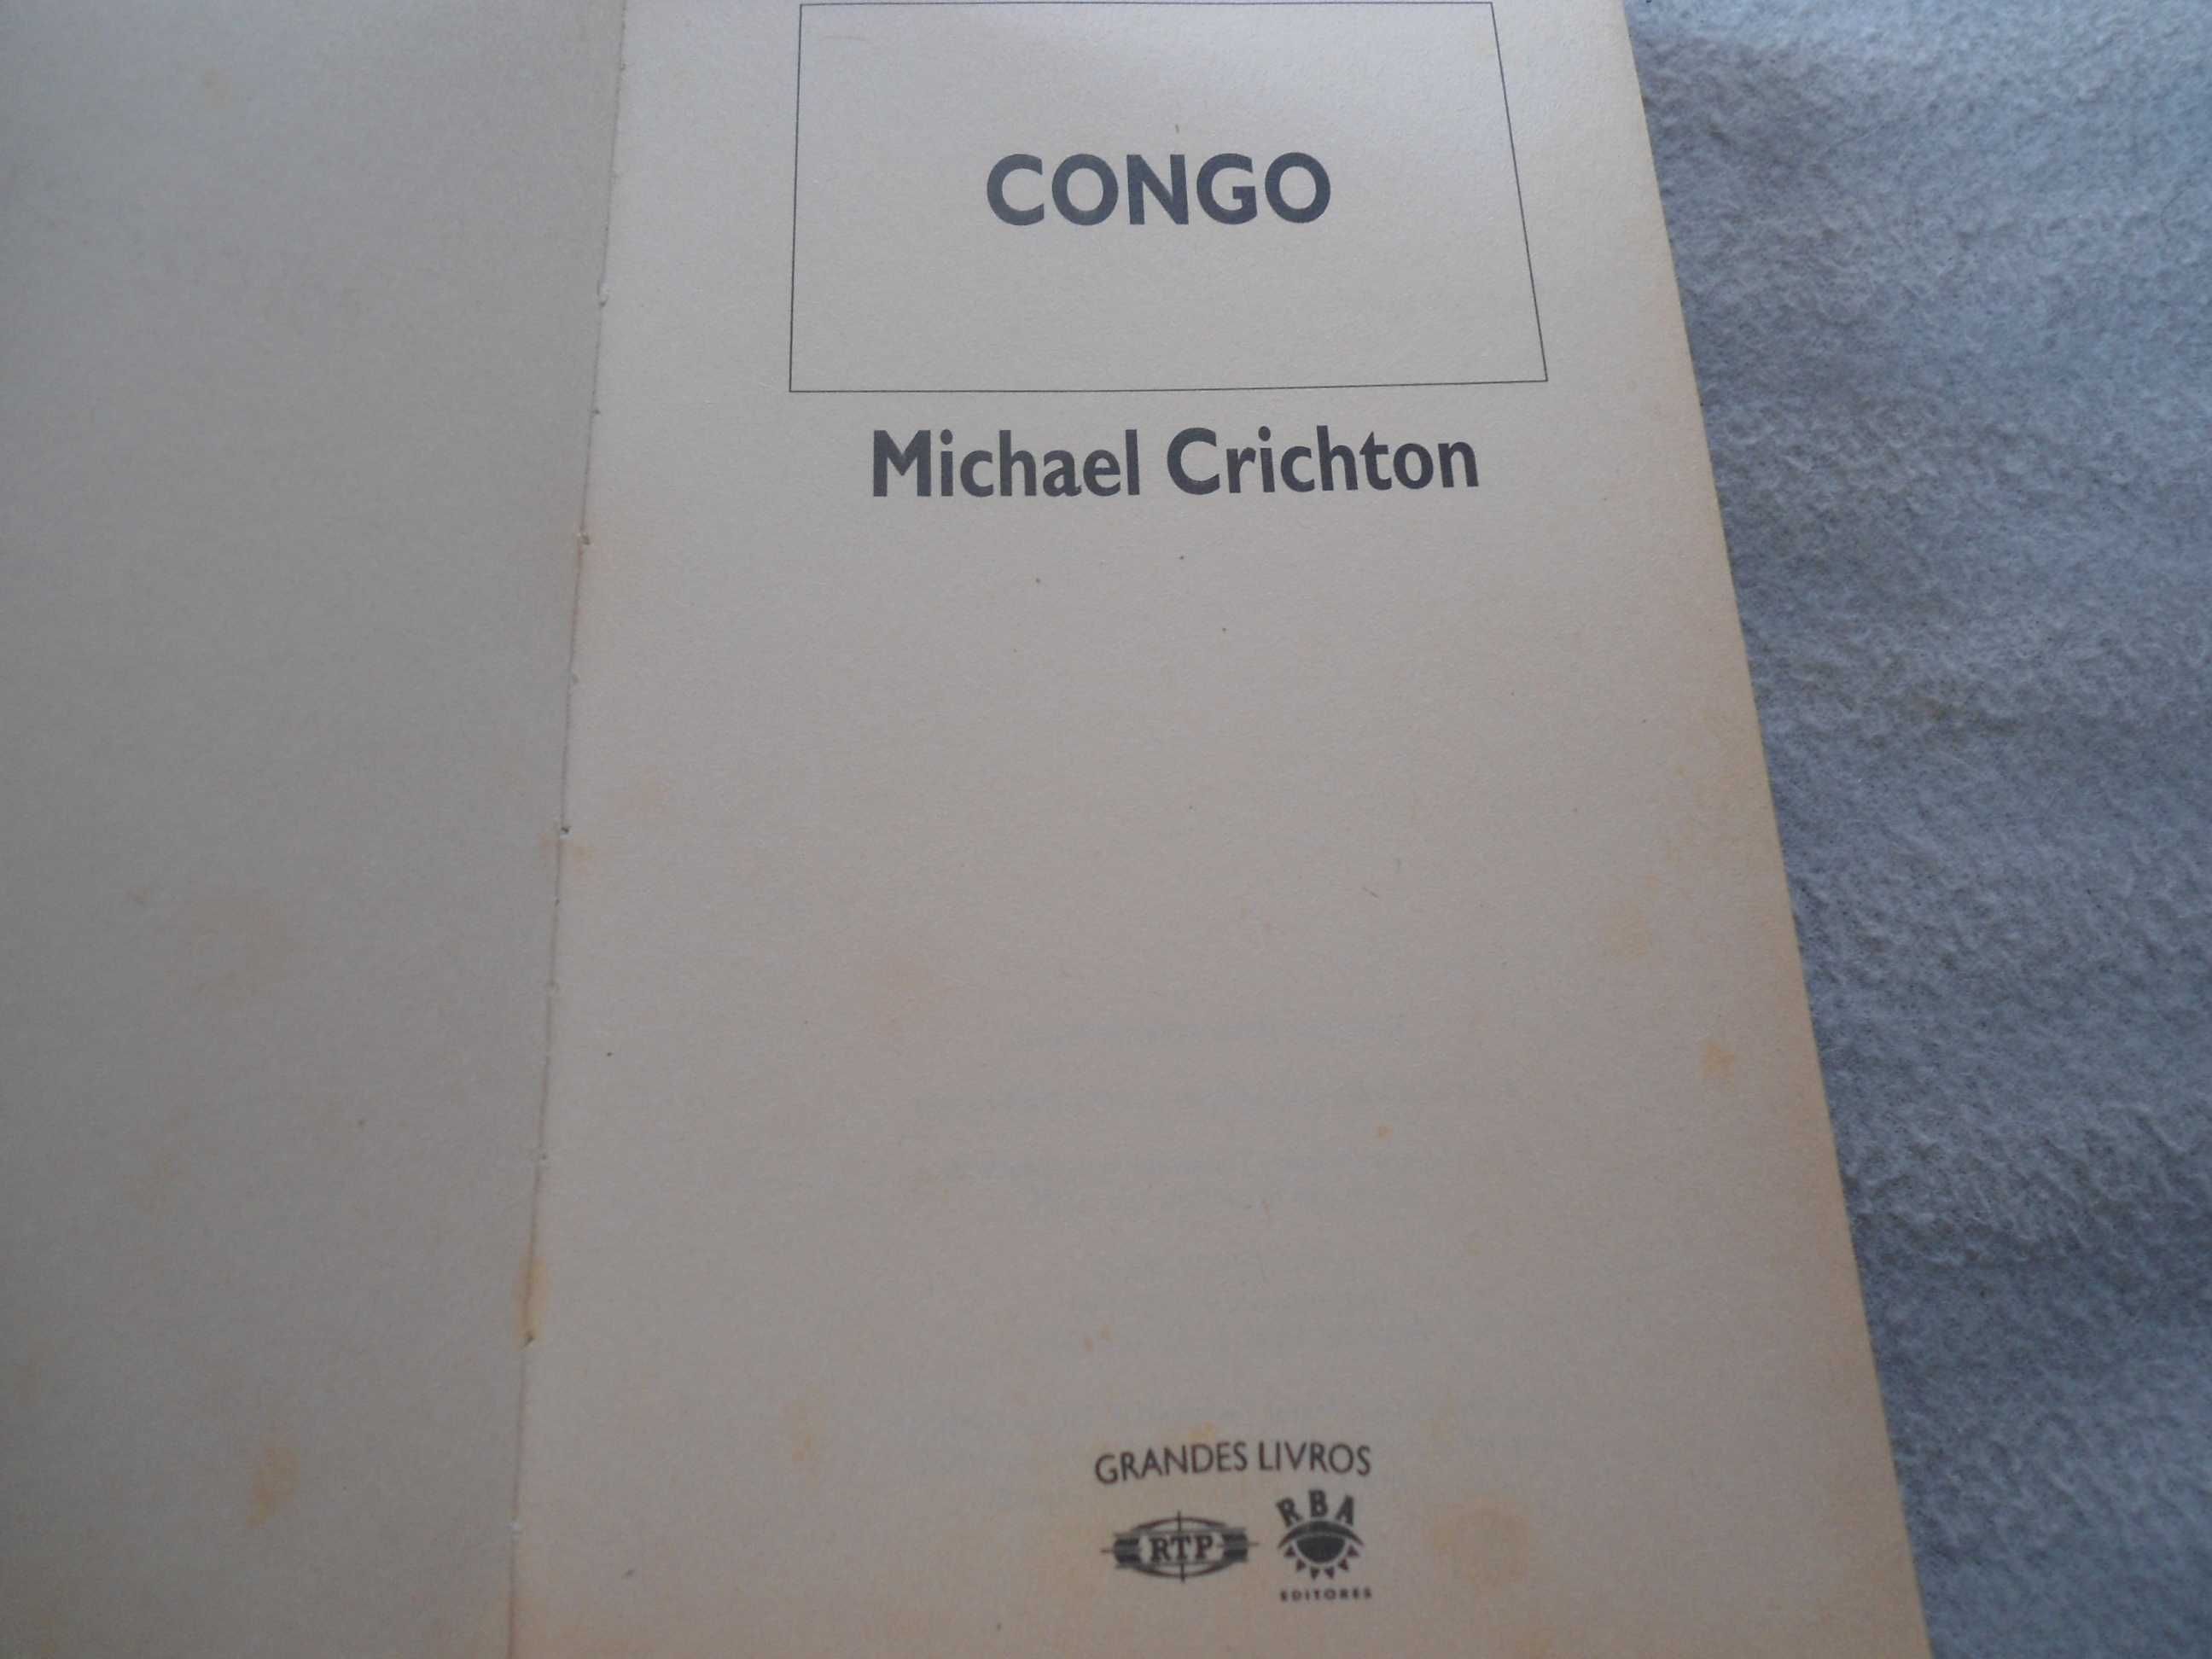 CONGO
Michael Crichton
GRANDES LIVROS
RTP
RBA
EDITORES